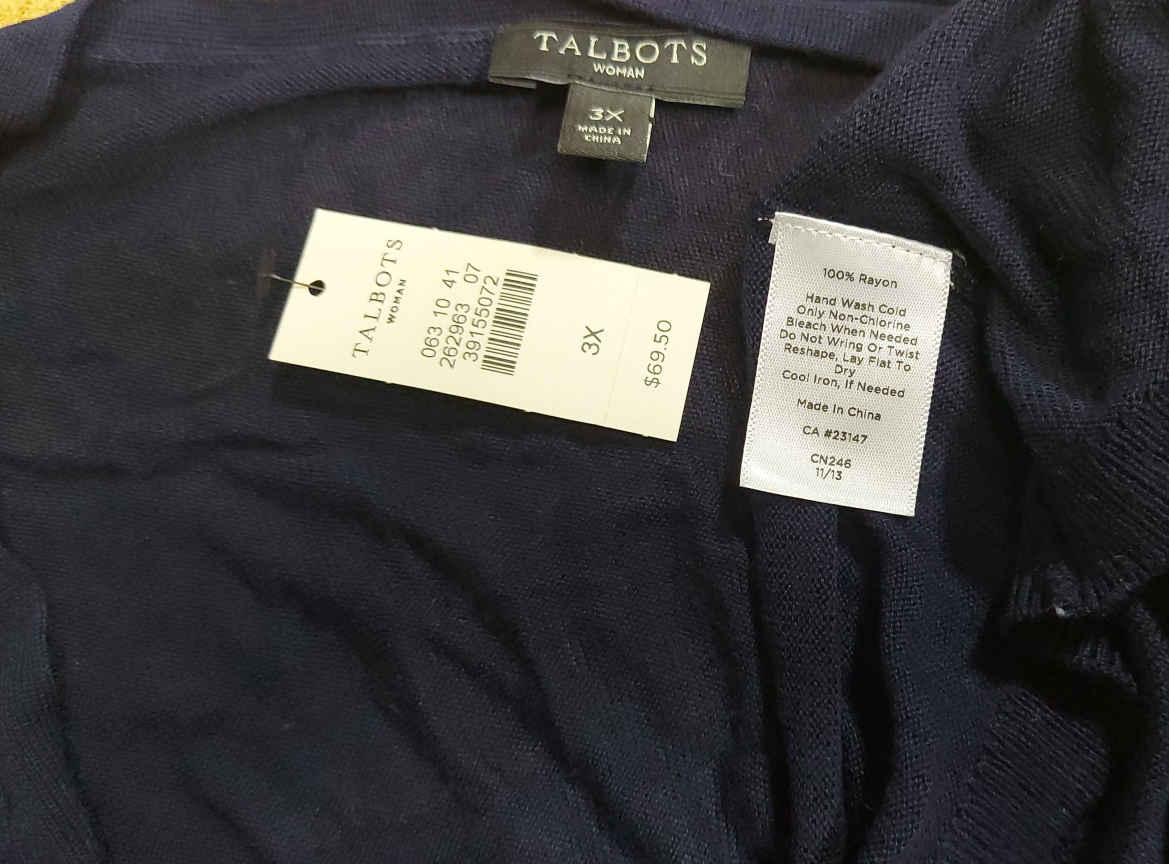 TALBOTS
WOMAN
3X
MADE IN
CHINA
TALBOTS
WOMAN
063 10 41
262963 07
39155072
3X
$69.50
100% Rayon
Hand Wash Cold
Only Non-Chlorine
Bleach When Needed
Do Not Wring Or Twist
Reshape, Lay Flat To
Dry
Cool Iron, If Needed
Made In China
CA #23147
CN246
11/13